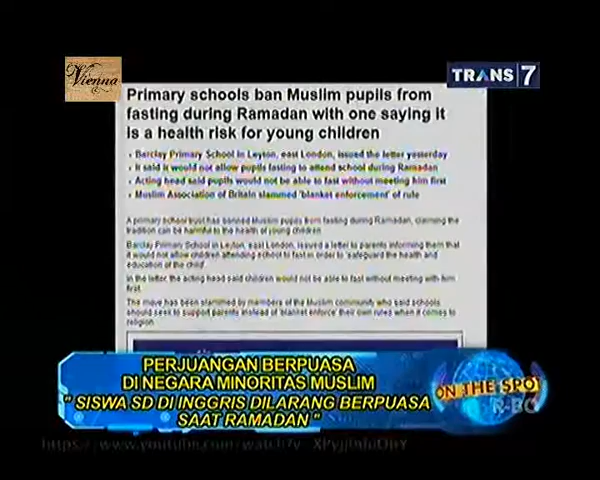 Vienna
TRANS 7
Primary schools ban Muslim pupils from
fasting during Ramadan with one saying it
is a health risk for young children
Barclay Primary School in Leyton, east London, issued the letter yesterday
It said it would not allow pupils fasting to attend school during Ramadan
Acting head said pupils would not be able to fast without meeting him first
Muslim Association of Britain slammed 'blanket enforcement' of rule
A primary school trust has banned Muslim pupils from fasting during Ramadan, claiming the
tradition can be harmful to the health of young children.
Barclay Primary School in Leyton, east London, issued a letter to parents informing them that
it would not allow children attending school to fast in order to 'safeguard the health and
education of the child'.
In the letter, the acting head said children would not be able to fast without meeting with him
first.
The move has been slammed by members of the Muslim community who said schools
should seek to support parents instead of 'blanket enforce' their own rules when it comes to
religion.
PERJUANGAN BERPUASA
DI NEGARA MINORITAS MUSLIM
" SISWA SD DI INGGRIS DILARANG BERPUASA
SAAT RAMADAN "
ON THE SPOT
R-BO